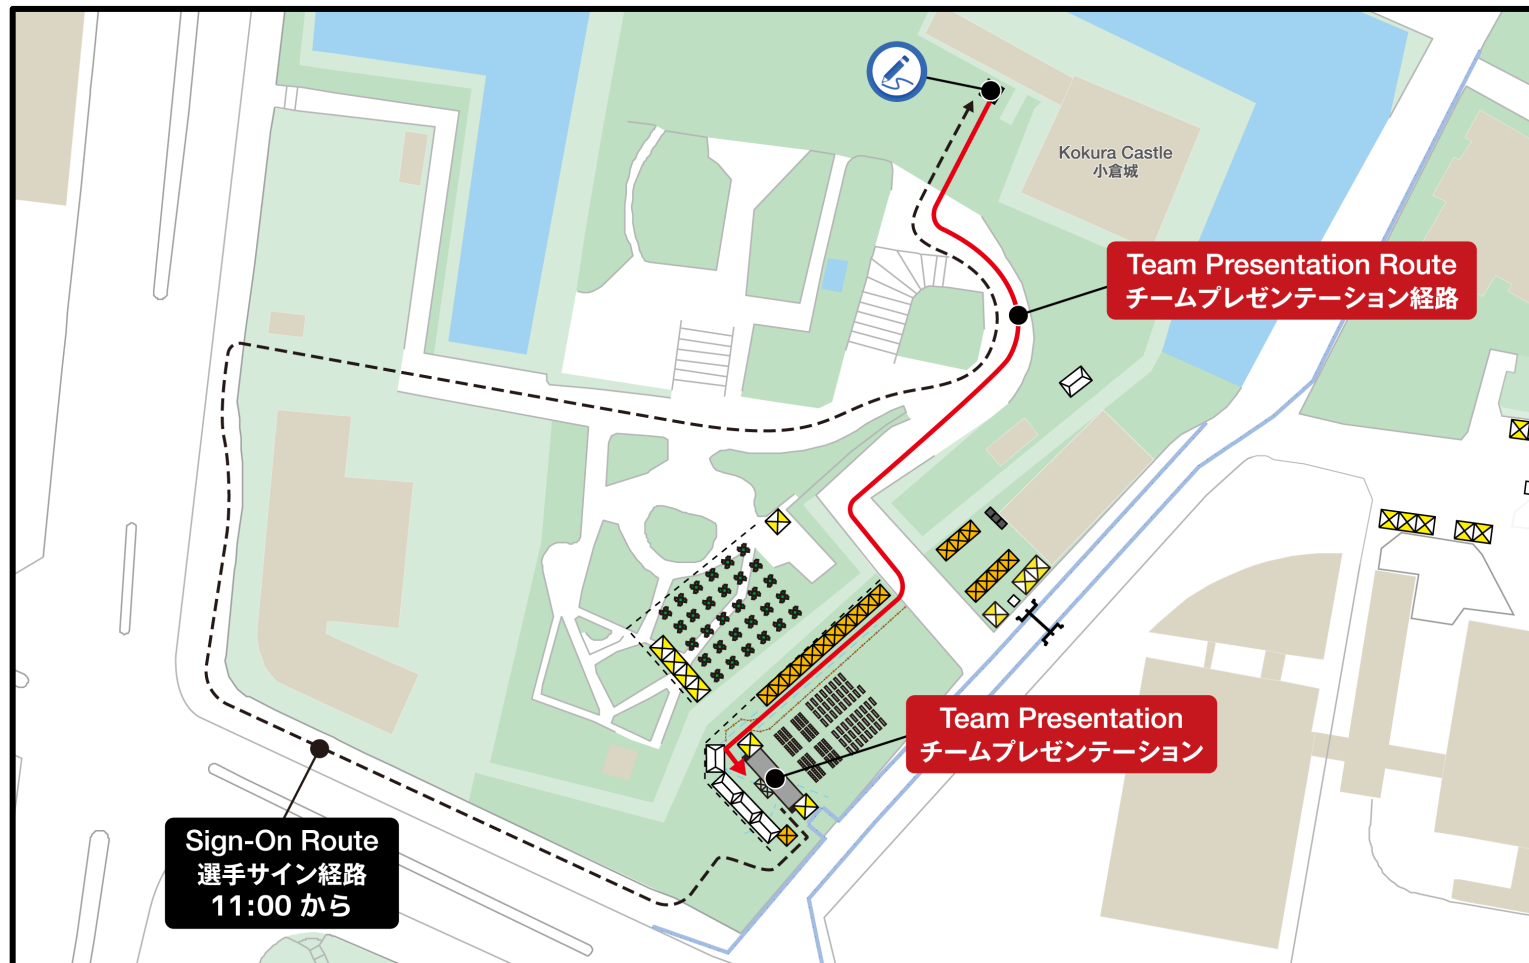 Kokura Castle
小倉城
Team Presentation Route
チームプレゼンテーション経路
Team Presentation
チームプレゼンテーション
Sign-On Route
選手サイン経路
11:00 から